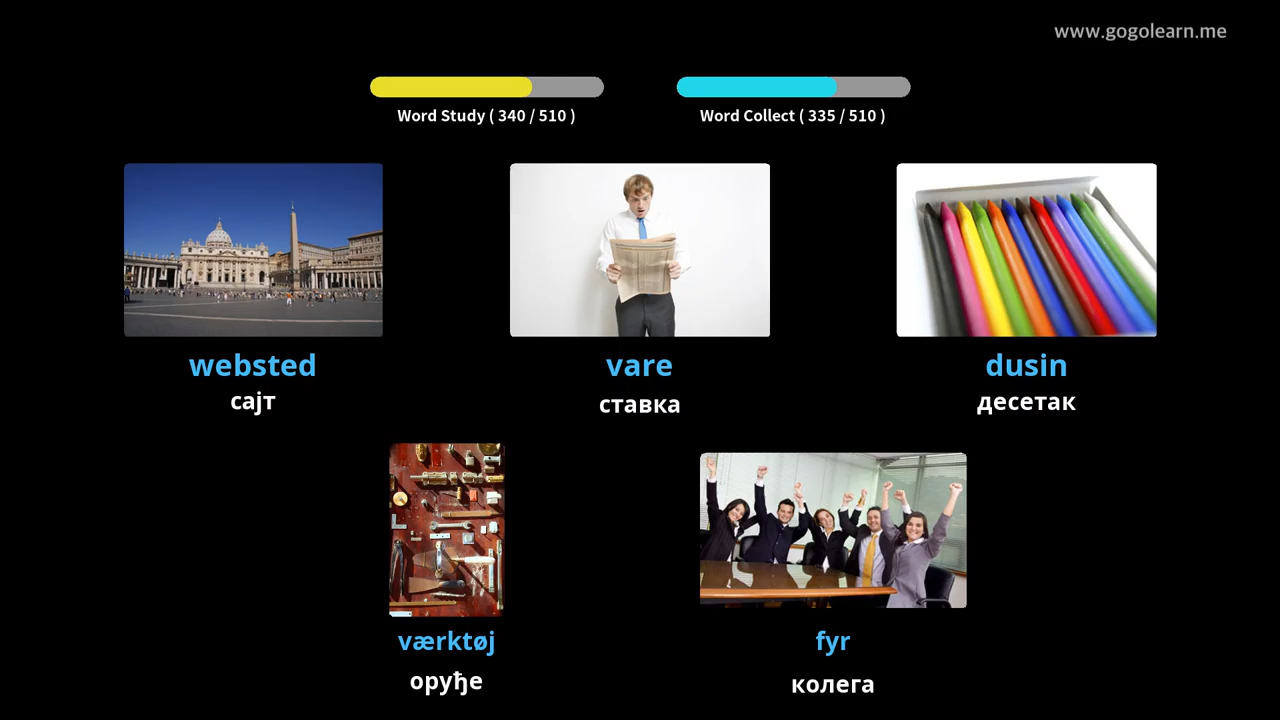 www.gogolearn.me
Word Study ( 340 / 510 )
Word Collect ( 335 / 510 )
websted
vare
dusin
сајт
ставка
десетак
værktøj
fyr
оруђе
колега